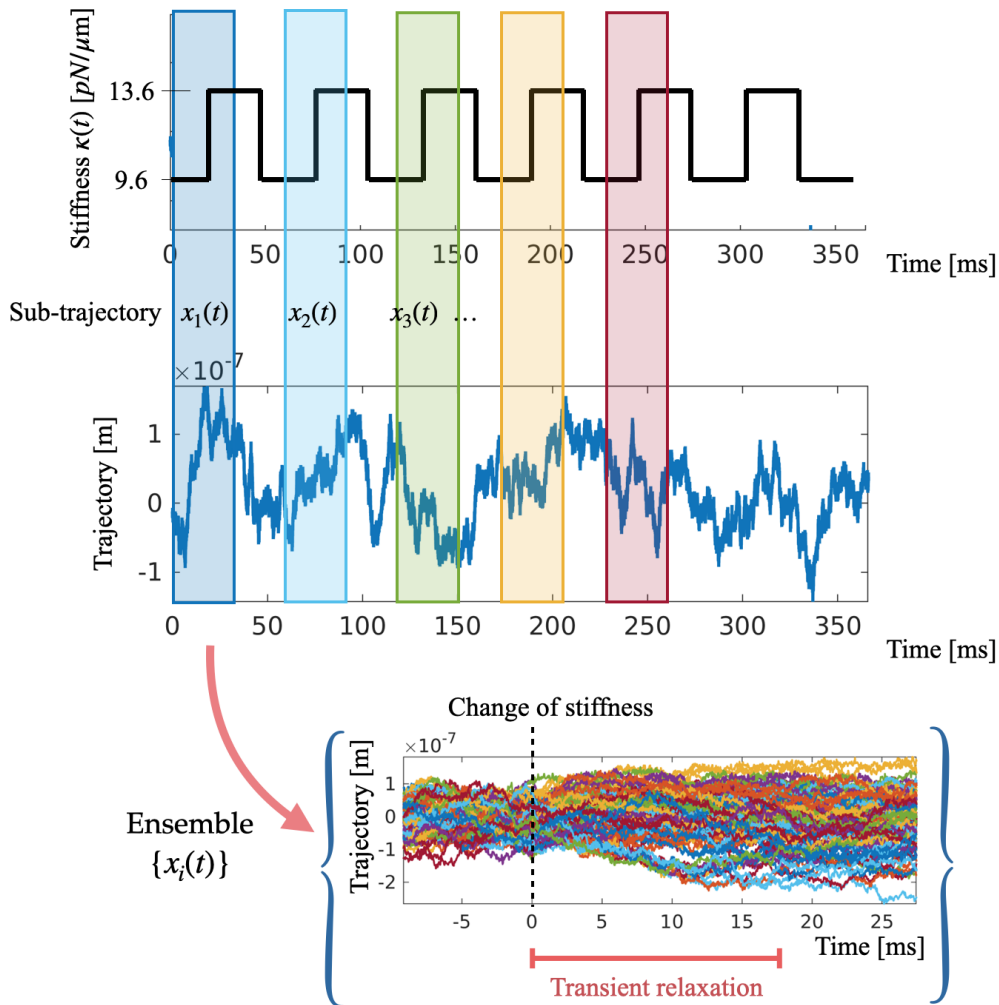 Stiffness κ(t) [pN/μm]
13.6
9.6
0 50 100 150 200 250 300 350
Time [ms]
Sub-trajectory x₁(t) x₂(t) x₃(t) ...
×10⁻⁷
Trajectory [m]
1
0
-1
0 50 100 150 200 250 300 350
Time [ms]
Change of stiffness
×10⁻⁷
Trajectory [m]
1
0
-1
-2
-5 0 5 10 15 20 25
Time [ms]
Ensemble
{xᵢ(t)}
Transient relaxation